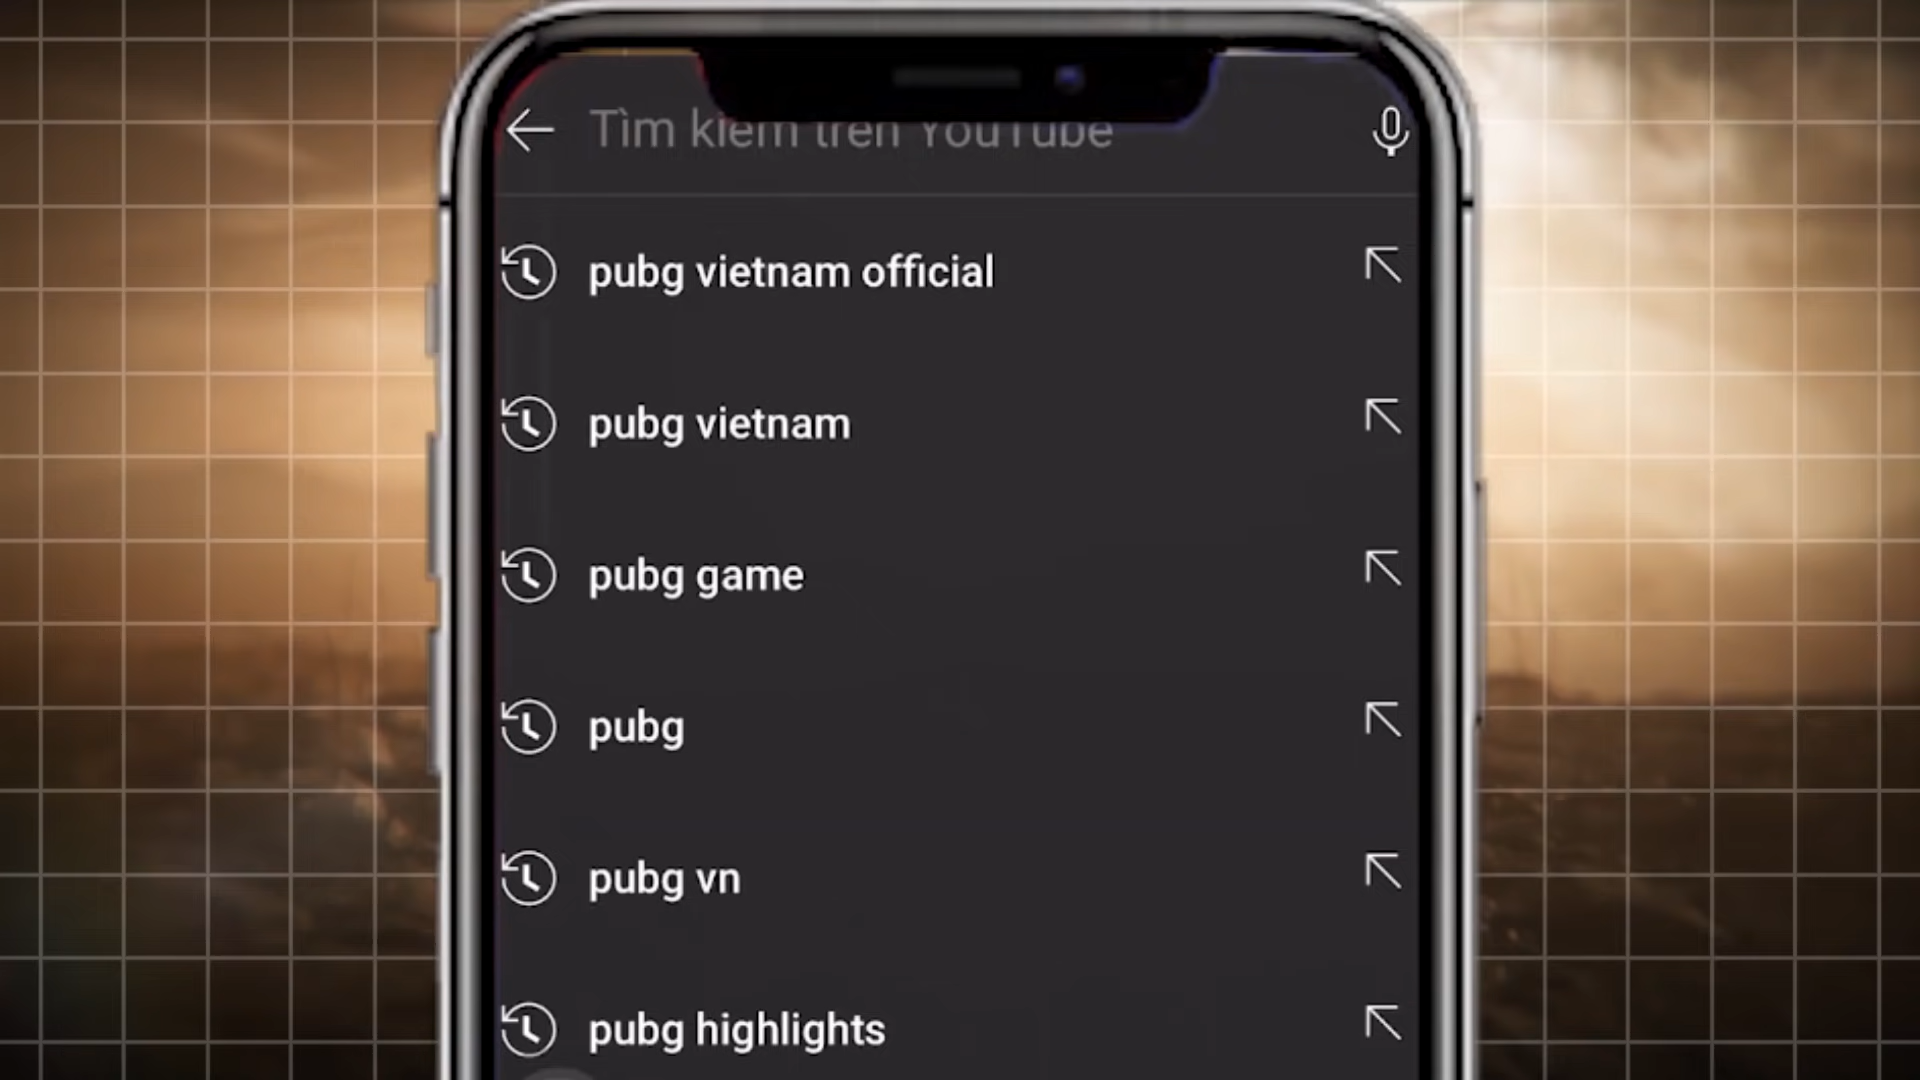 Tìm kiếm trên YouTube
pubg vietnam official
pubg vietnam
pubg game
pubg
pubg vn
pubg highlights